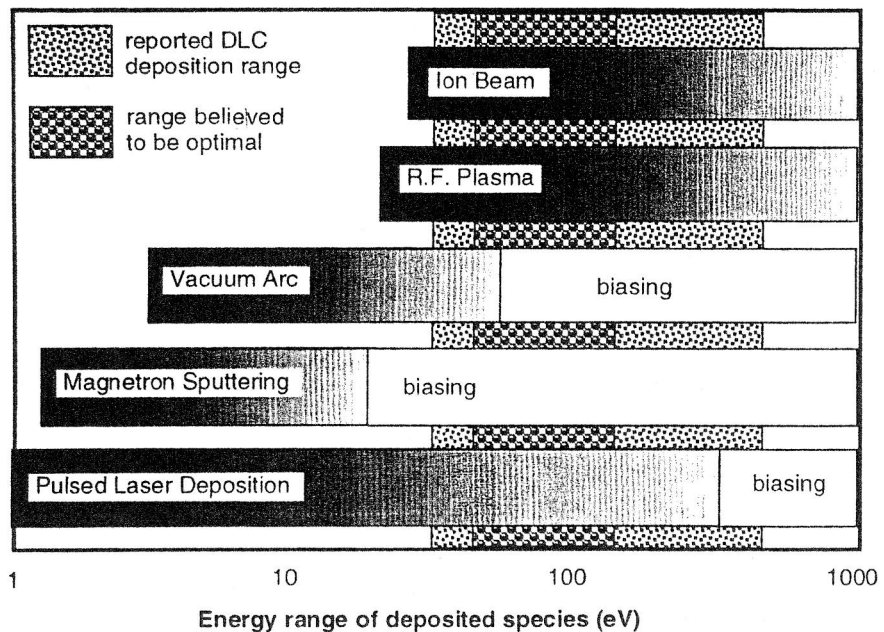 reported DLC
deposition range
range believed
to be optimal
Ion Beam
R.F. Plasma
Vacuum Arc
biasing
Magnetron Sputtering
biasing
Pulsed Laser Deposition
biasing
1 10 100 1000
Energy range of deposited species (eV)